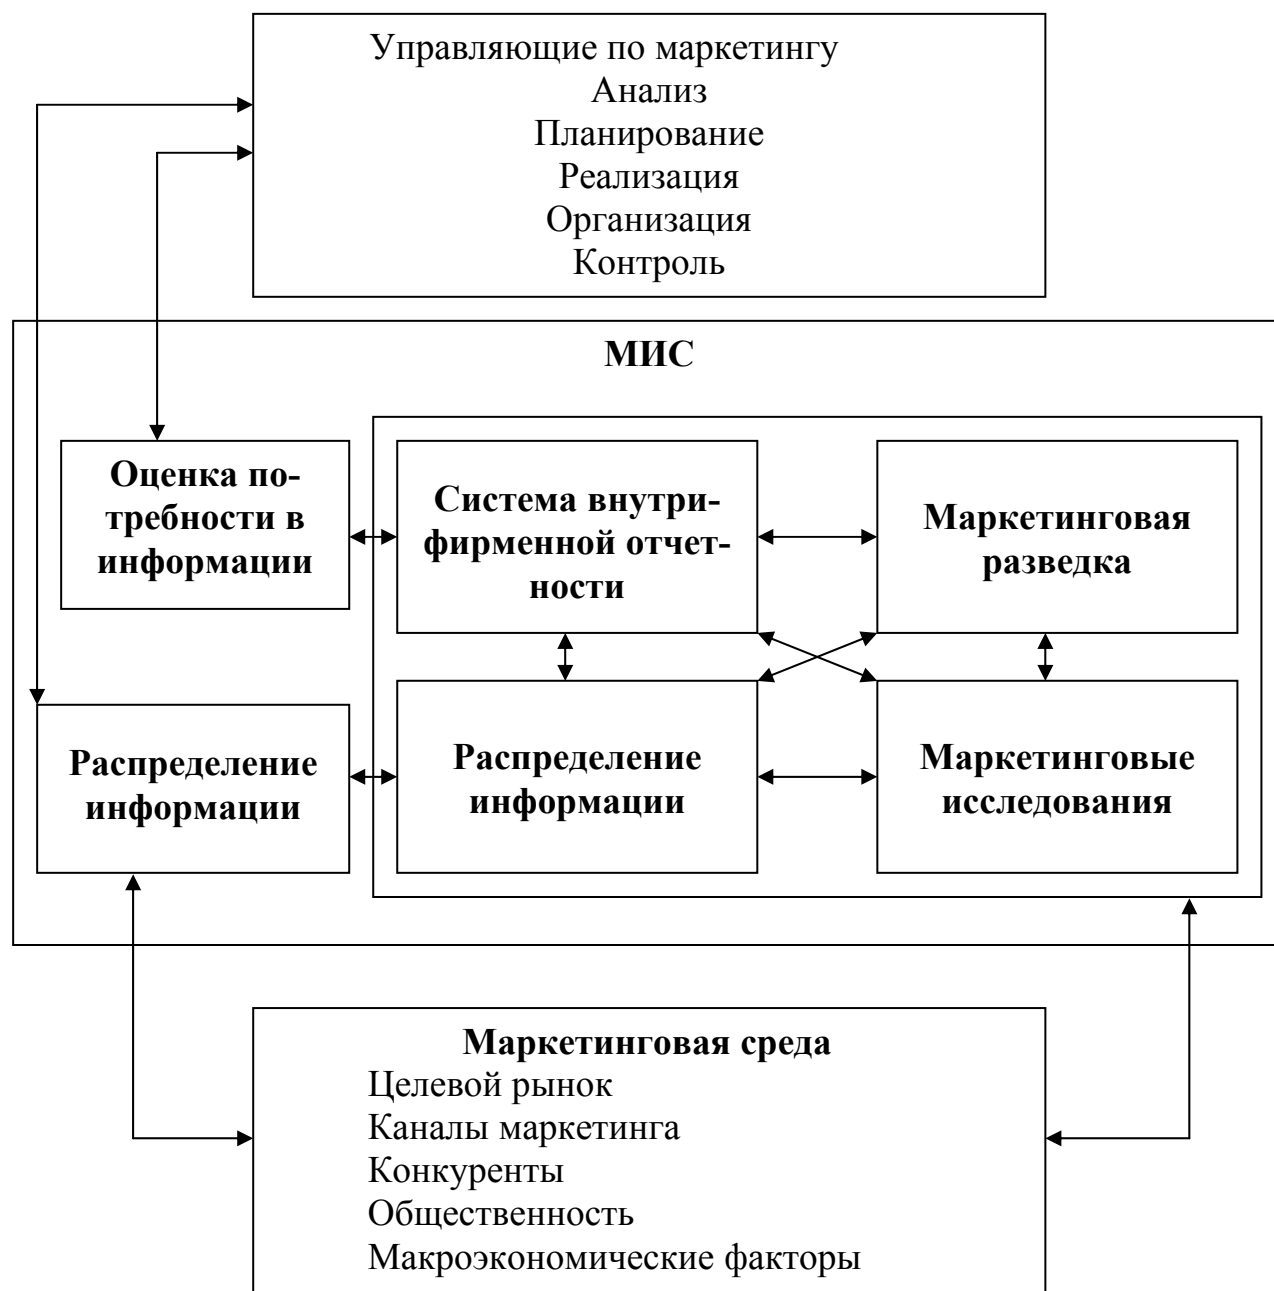 Управляющие по маркетингу
Анализ
Планирование
Реализация
Организация
Контроль
МИС
Оценка по-
требности в
информации
Система внутри-
фирменной отчет-
ности
Маркетинговая
разведка
Распределение
информации
Распределение
информации
Маркетинговые
исследования
Маркетинговая среда
Целевой рынок
Каналы маркетинга
Конкуренты
Общественность
Макроэкономические факторы